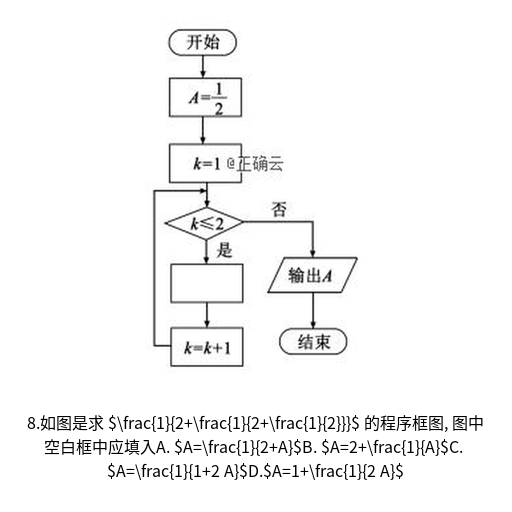 开始
A=\frac{1}{2}
k=1 @正确云
k≤2
否
是
输出A
k=k+1
结束
8.如图是求 $\frac{1}{2+\frac{1}{2+\frac{1}{2}}}$ 的程序框图, 图中
空白框中应填入A. $A=\frac{1}{2+A}$B. $A=2+\frac{1}{A}$C.
$A=\frac{1}{1+2 A}$D.$A=1+\frac{1}{2 A}$